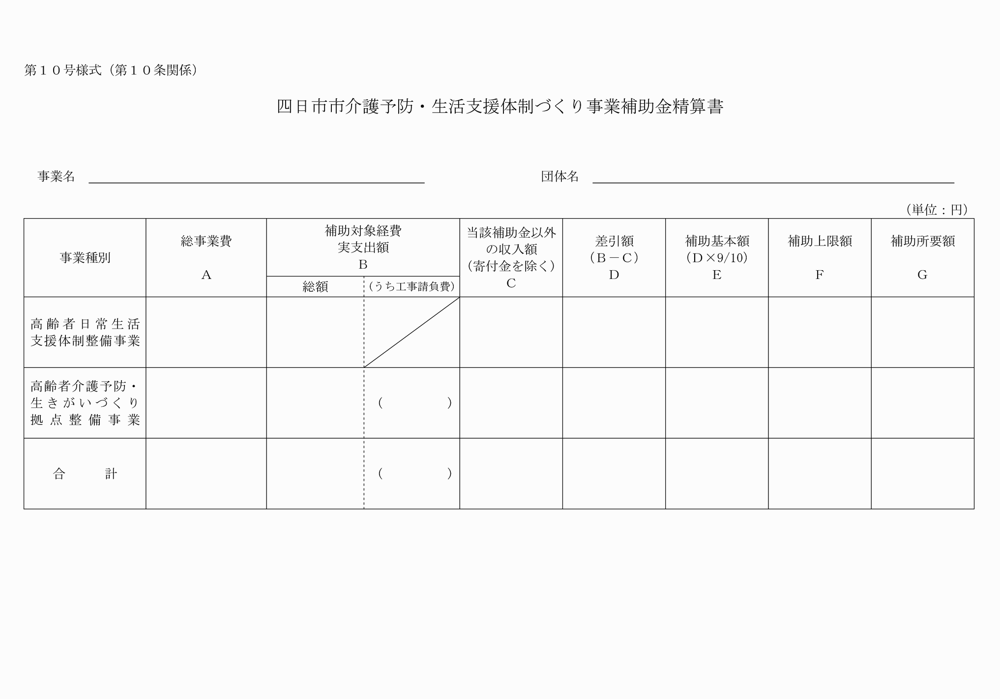 第１０号様式（第１０条関係）
四日市市介護予防・生活支援体制づくり事業補助金精算書
事業名
団体名
（単位：円）
事業種別
総事業費
A
補助対象経費
実支出額
B
総額
（うち工事請負費）
当該補助金以外
の収入額
（寄付金を除く）
C
差引額
（B－C）
D
補助基本額
（D×9/10）
E
補助上限額
F
補助所要額
G
高齢者日常生活
支援体制整備事業
高齢者介護予防・
生きがいづくり
拠点整備事業
（　　　　　）
合　　　計
（　　　　　）